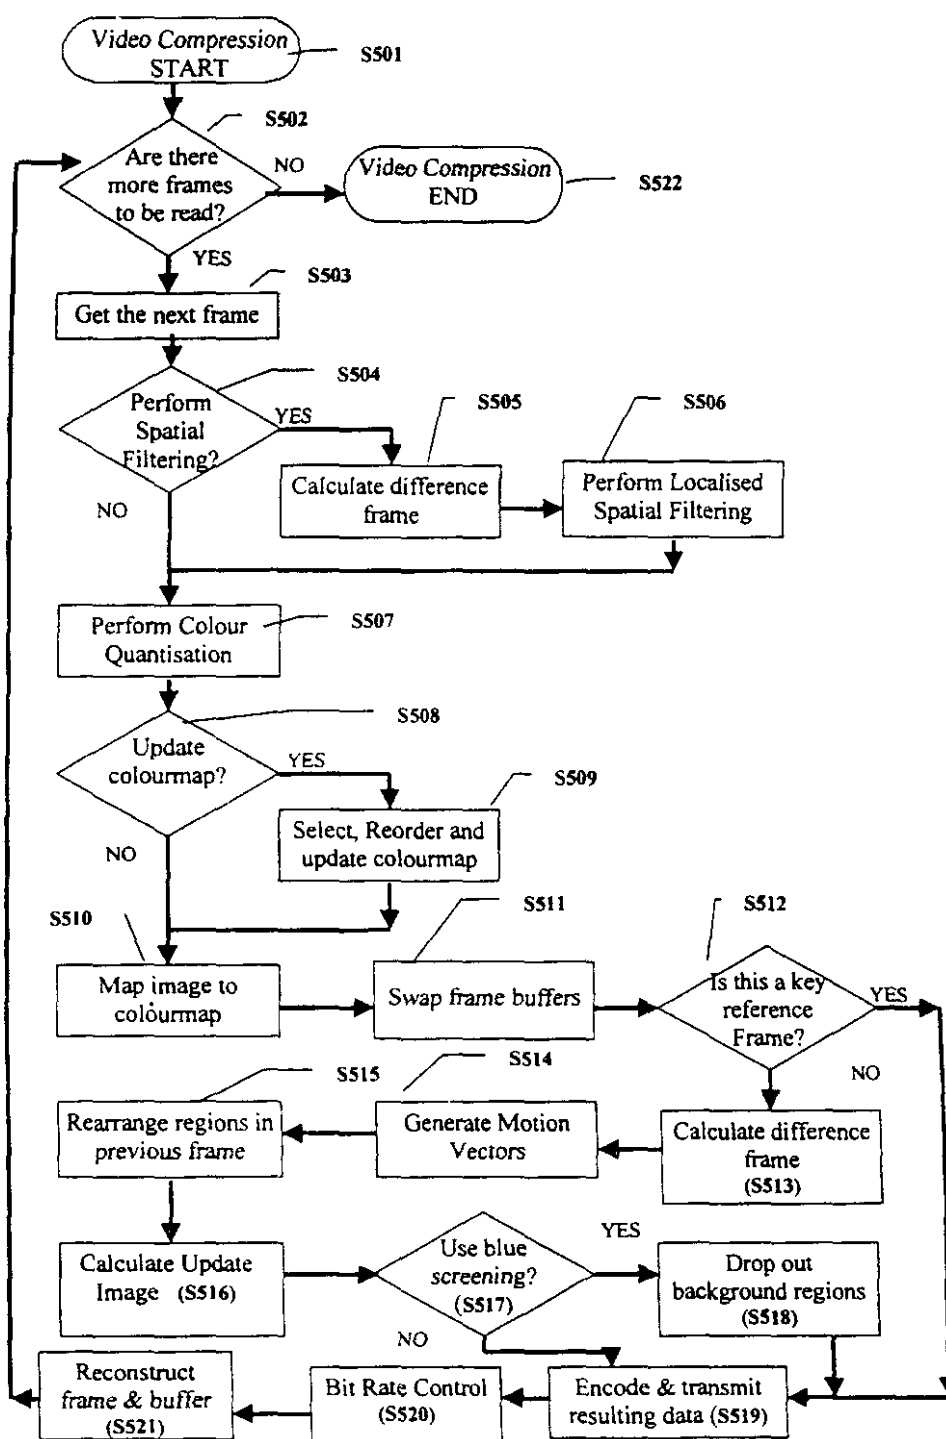 Video Compression
START
S501
S502
Are there
more frames
to be read?
NO
Video Compression
END
S522
YES
S503
Get the next frame
S504
Perform
Spatial
Filtering?
YES
S505
S506
Calculate difference
frame
Perform Localised
Spatial Filtering
NO
Perform Colour
Quantisation
S507
S508
Update
colourmap?
YES
S509
Select, Reorder and
update colourmap
NO
S510
S511
S512
Map image to
colourmap
Swap frame buffers
Is this a key
reference
Frame?
YES
NO
S515
S514
Rearrange regions in
previous frame
Generate Motion
Vectors
Calculate difference
frame
(S513)
Calculate Update
Image (S516)
Use blue
screening?
(S517)
YES
Drop out
background regions
(S518)
NO
Reconstruct
frame & buffer
(S521)
Bit Rate Control
(S520)
Encode & transmit
resulting data (S519)